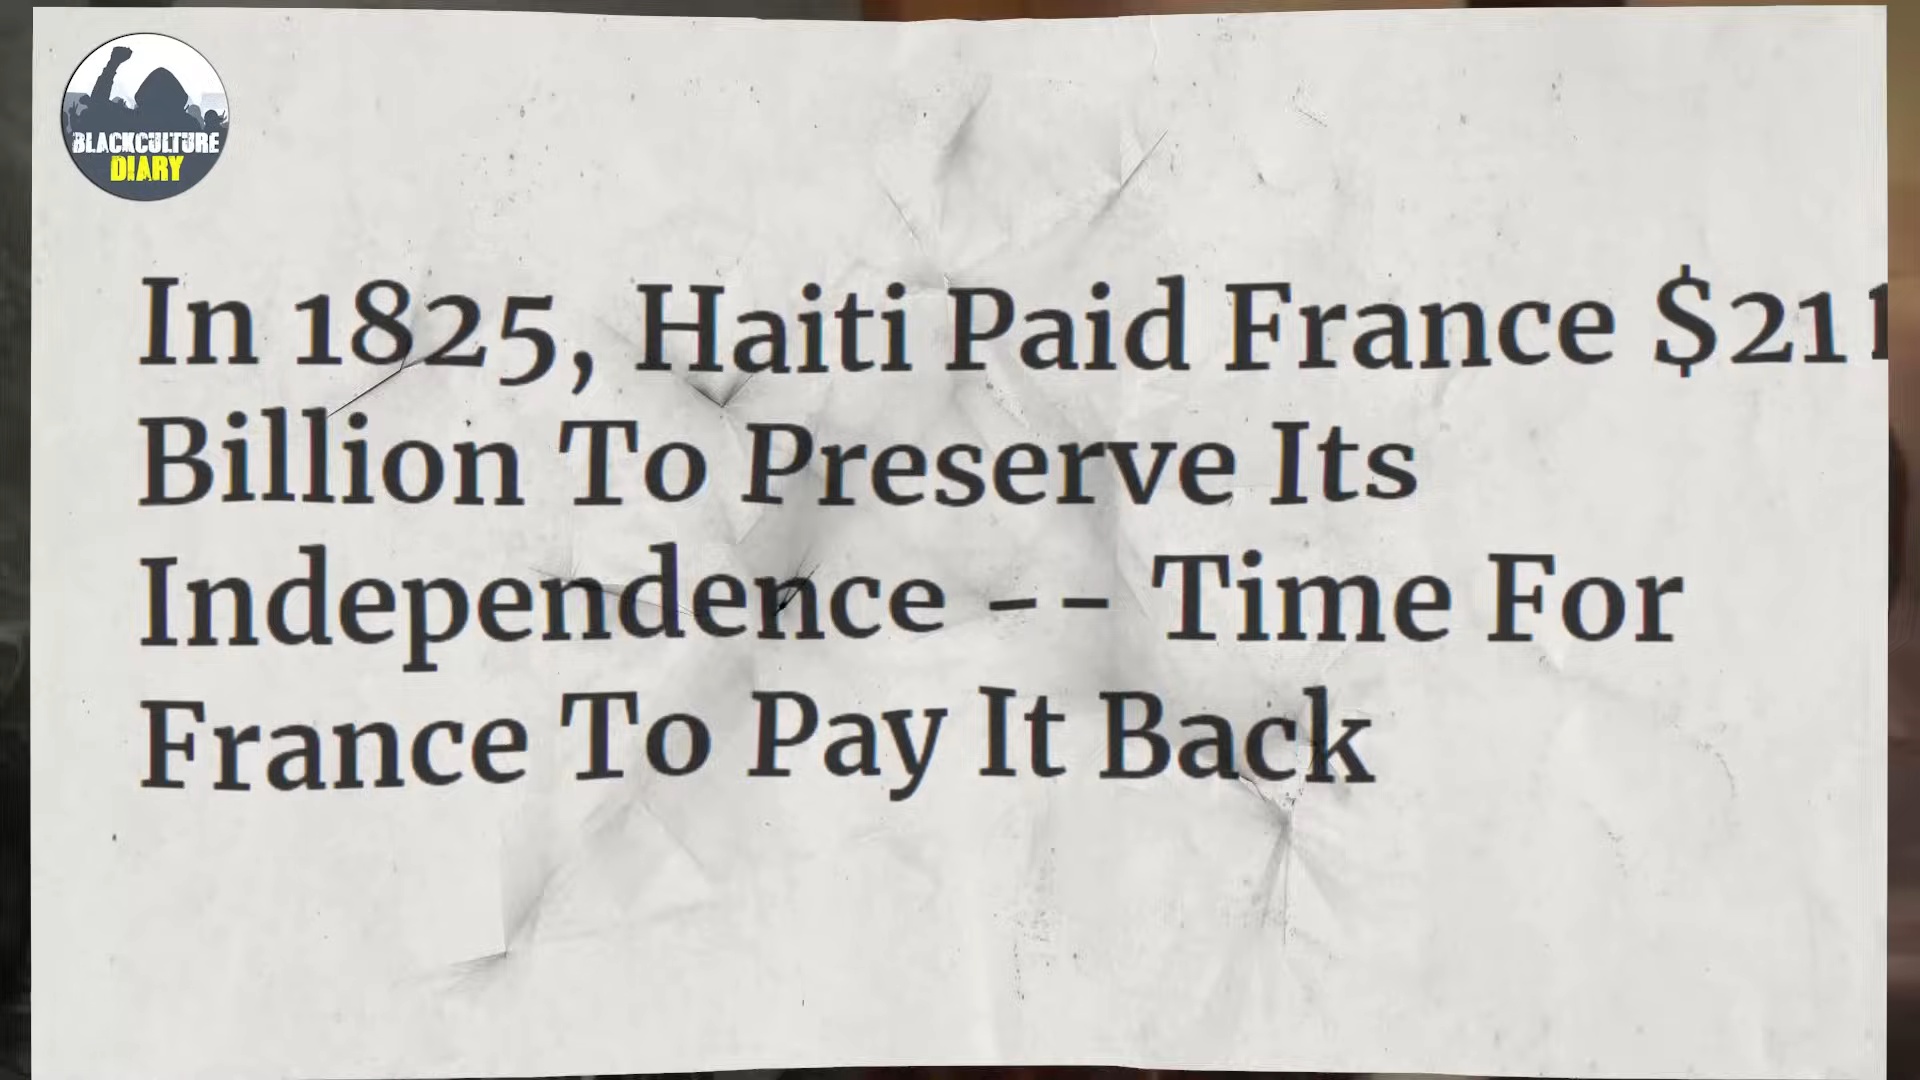 BLACKCULTURE
DIARY
In 1825, Haiti Paid France $21
Billion To Preserve Its
Independence -- Time For
France To Pay It Back